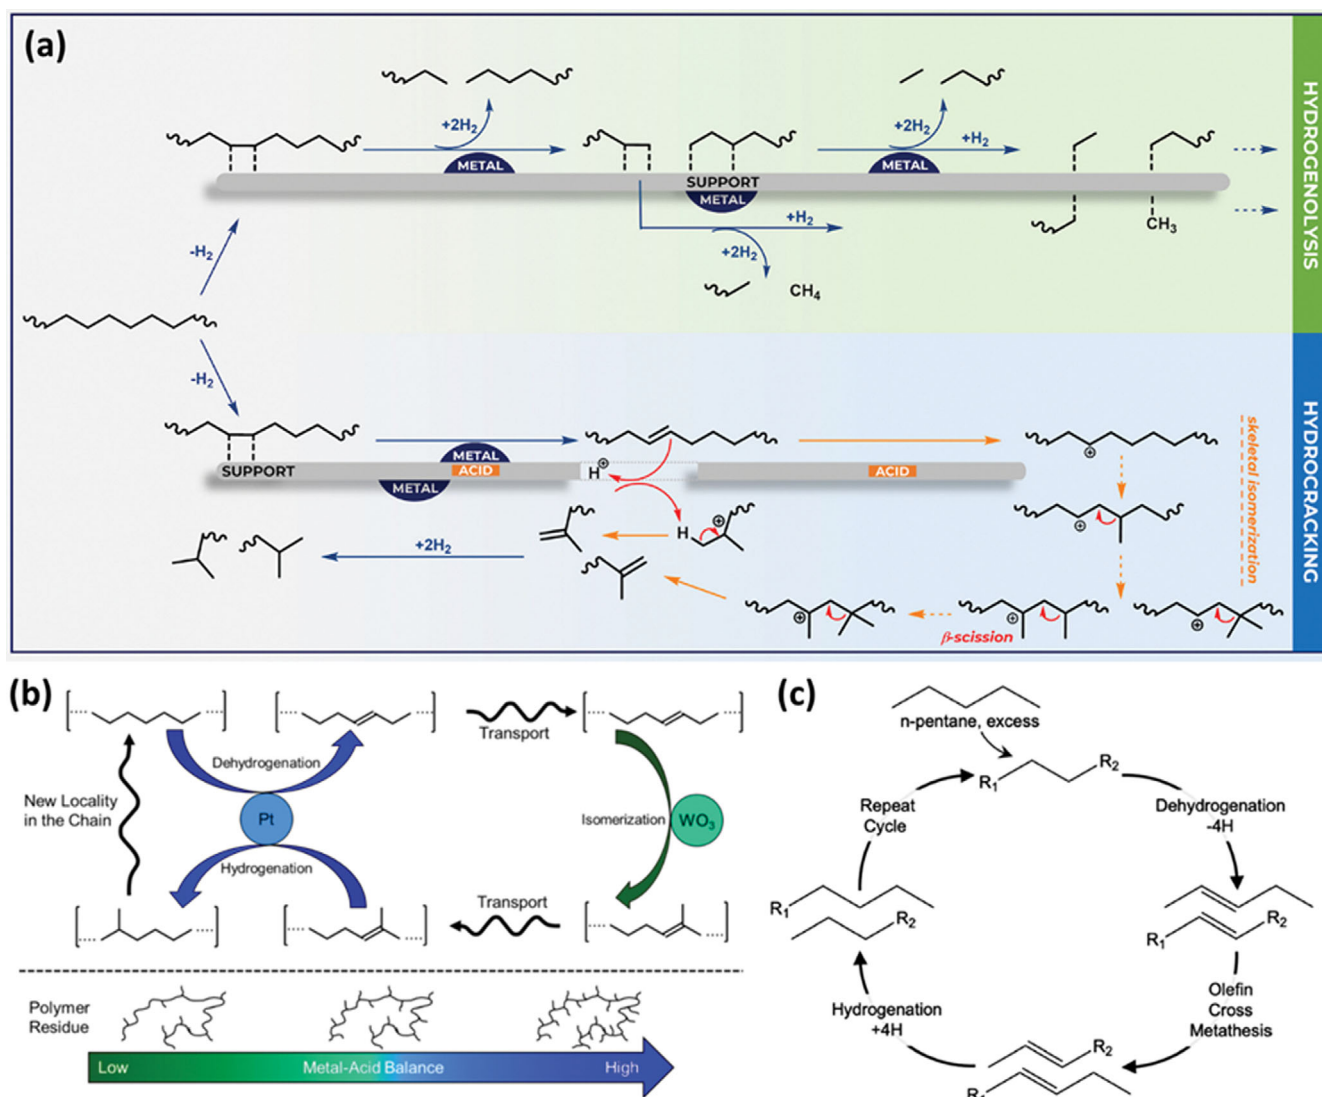 (a)
+2H₂
METAL
+2H₂
+H₂
METAL
SUPPORT
METAL
+H₂
+2H₂
CH₄
CH₃
-H₂
-H₂
HYDROGENOLYSIS
METAL
ACID
SUPPORT
METAL
H
⊕
ACID
⊕
skeletal isomerization
HYDROCRACKING
H
⊕
⊕
+2H₂
⊕
⊕
⊕
β-scission
(b)
Transport
Dehydrogenation
New Locality
in the Chain
Pt
Isomerization
WO₃
Hydrogenation
Transport
Polymer
Residue
Low
Metal-Acid Balance
High
(c)
n-pentane, excess
R₁
R₂
Repeat
Cycle
Dehydrogenation
-4H
R₁
R₂
R₁
R₂
Olefin
Cross
Metathesis
Hydrogenation
+4H
R₂
R₁